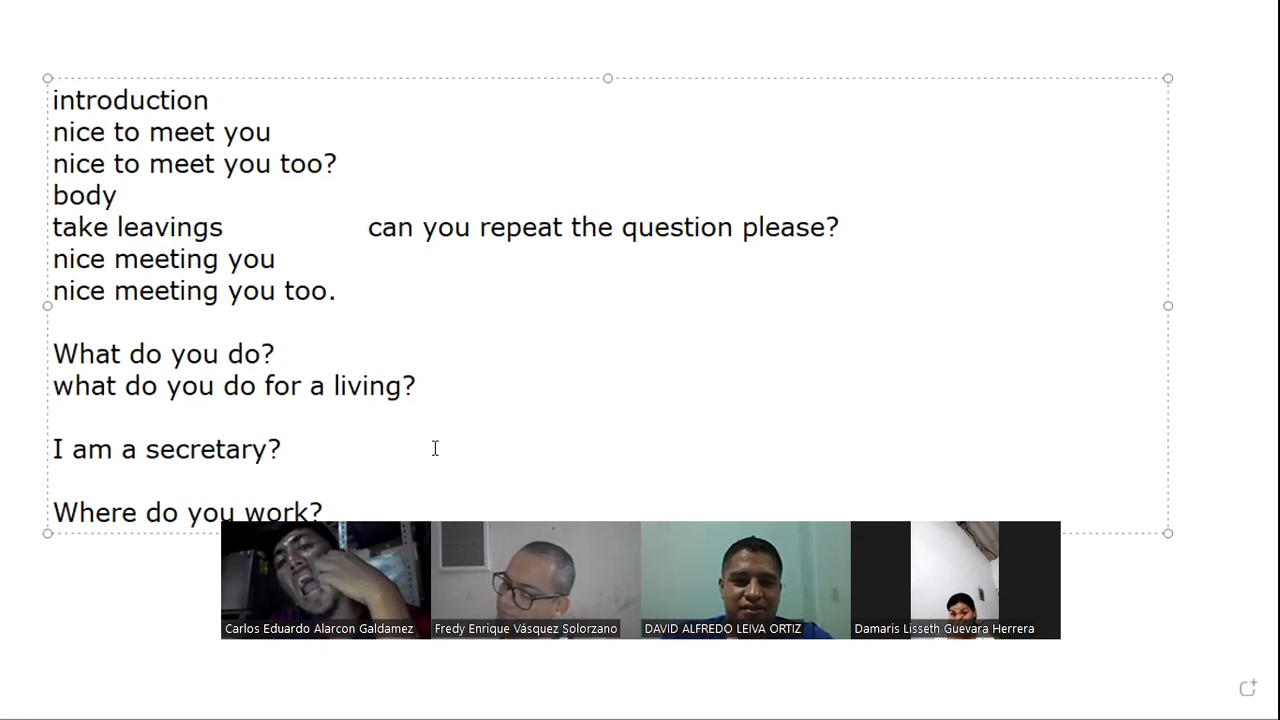 introduction
nice to meet you
nice to meet you too?
body
take leavings can you repeat the question please?
nice meeting you
nice meeting you too.
What do you do?
what do you do for a living?
I am a secretary?
Where do you work?
Carlos Eduardo Alarcon Galdamez
Fredy Enrique Vásquez Solorzano
DAVID ALFREDO LEIVA ORTIZ
Damaris Lisseth Guevara Herrera